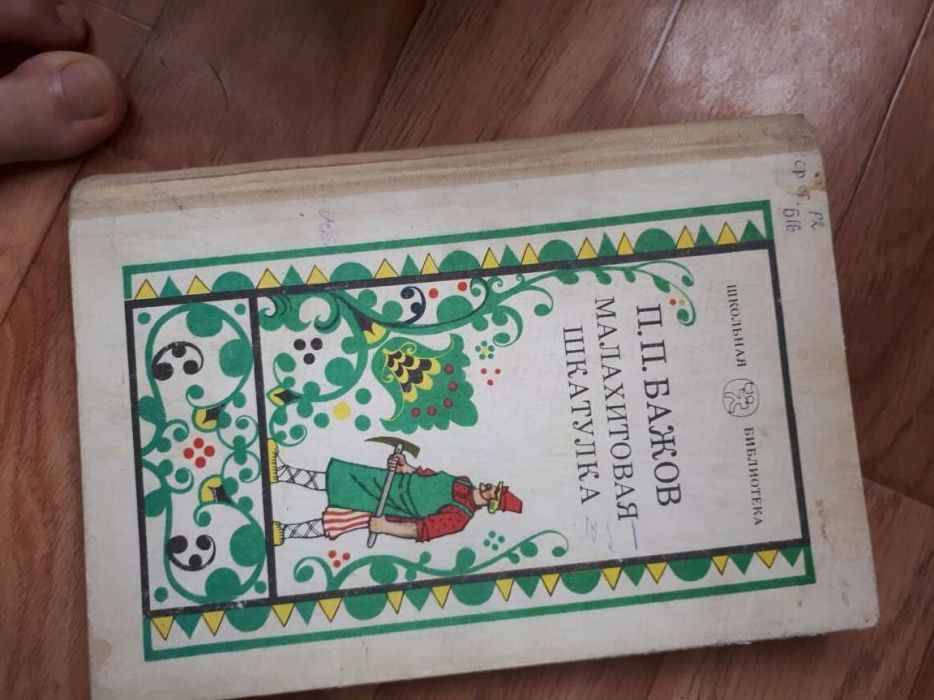 ШКОЛЬНАЯ БИБЛИОТЕКА
П. П. БАЖОВ
МАЛАХИТОВАЯ
ШКАТУЛКА